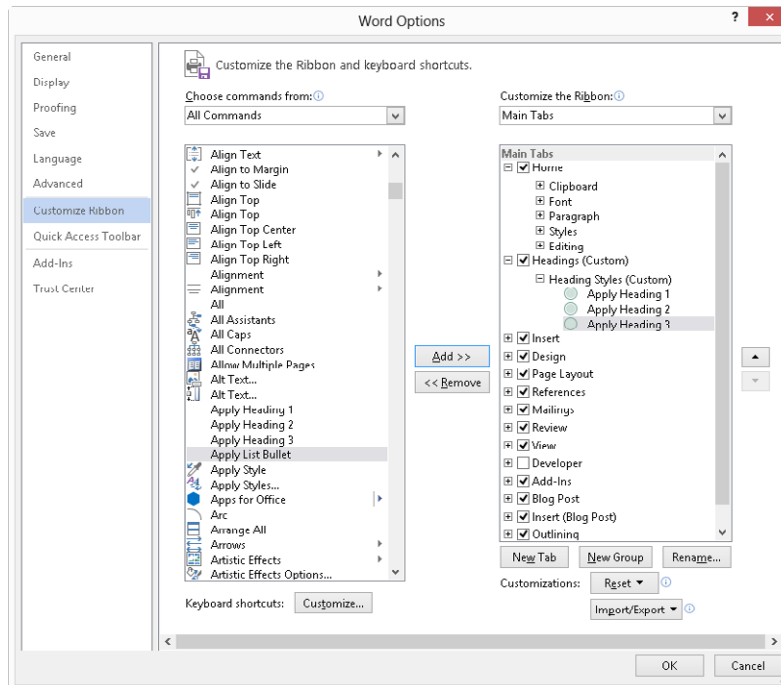 Word Options
?
×
General
Display
Proofing
Save
Language
Advanced
Customize Ribbon
Quick Access Toolbar
Add-Ins
Trust Center
Customize the Ribbon and keyboard shortcuts.
Choose commands from:
All Commands
Align Text
Align to Margin
Align to Slide
Align Top
Align Top
Align Top Center
Align Top Left
Align Top Right
Alignment
Alignment
All
All Assistants
All Caps
All Connectors
Allow Multiple Pages
Alt Text...
Alt Text...
Apply Heading 1
Apply Heading 2
Apply Heading 3
Apply List Bullet
Apply Style
Apply Styles...
Apps for Office
Arc
Arrange All
Arrows
Artistic Effects
Artistic Effects Options...
Keyboard shortcuts: Customize...
Add >>
<< Remove
Customize the Ribbon:
Main Tabs
Main Tabs
Home
Clipboard
Font
Paragraph
Styles
Editing
Headings (Custom)
Heading Styles (Custom)
Apply Heading 1
Apply Heading 2
Apply Heading 3
Insert
Design
Page Layout
References
Mailings
Review
View
Developer
Add-Ins
Blog Post
Insert (Blog Post)
Outlining
New Tab New Group Rename...
Customizations: Reset
Import/Export
OK Cancel